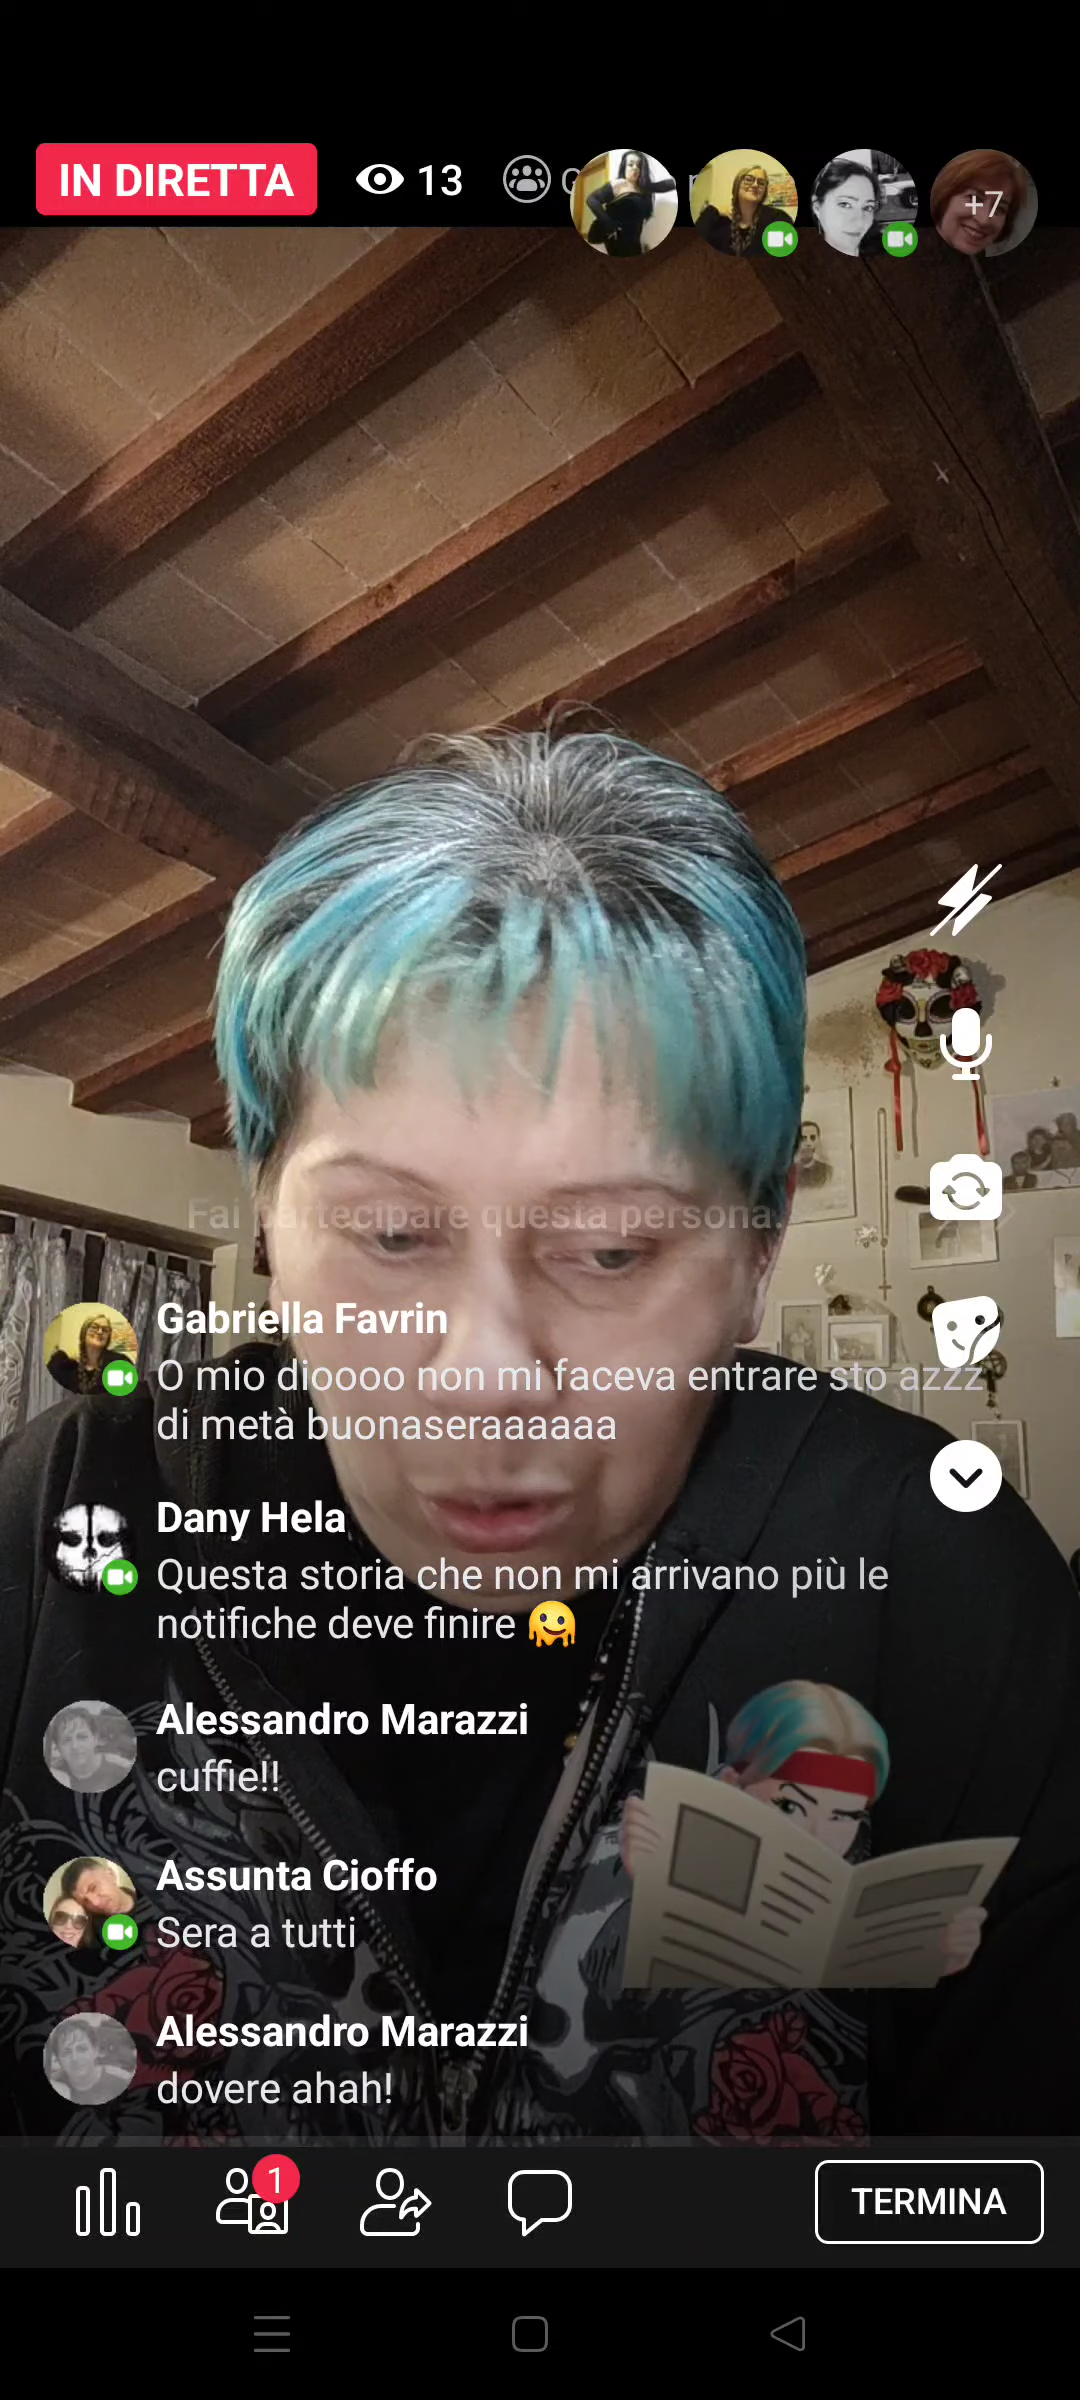 IN DIRETTA
13
+7
Fai partecipare questa persona.
Gabriella Favrin
O mio dioooo non mi faceva entrare sto azzz
di metà buonaseraaaaaa
Dany Hela
Questa storia che non mi arrivano più le
notifiche deve finire 🫠
Alessandro Marazzi
cuffie!!
Assunta Cioffo
Sera a tutti
Alessandro Marazzi
dovere ahah!
1
TERMINA